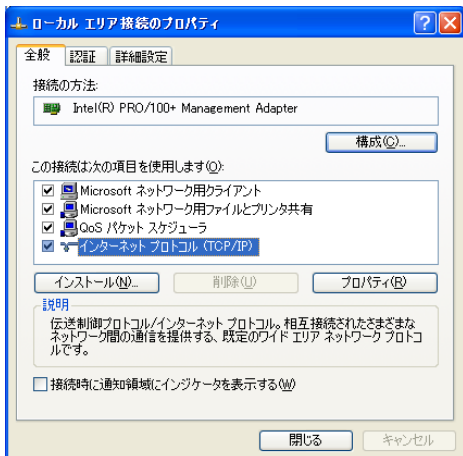 ローカル エリア接続のプロパティ
全般
認証
詳細設定
接続の方法:
Intel(R) PRO/100+ Management Adapter
構成(C)...
この接続は次の項目を使用します(O):
Microsoft ネットワーク用クライアント
Microsoft ネットワーク用ファイルとプリンタ共有
QoS パケット スケジューラ
インターネット プロトコル (TCP/IP)
インストール(N)...
削除(U)
プロパティ(R)
説明
伝送制御プロトコル/インターネット プロトコル。相互接続されたさまざまな
ネットワーク間の通信を提供する、既定のワイド エリア ネットワーク プロトコ
ルです。
接続時に通知領域にインジケータを表示する(W)
閉じる
キャンセル